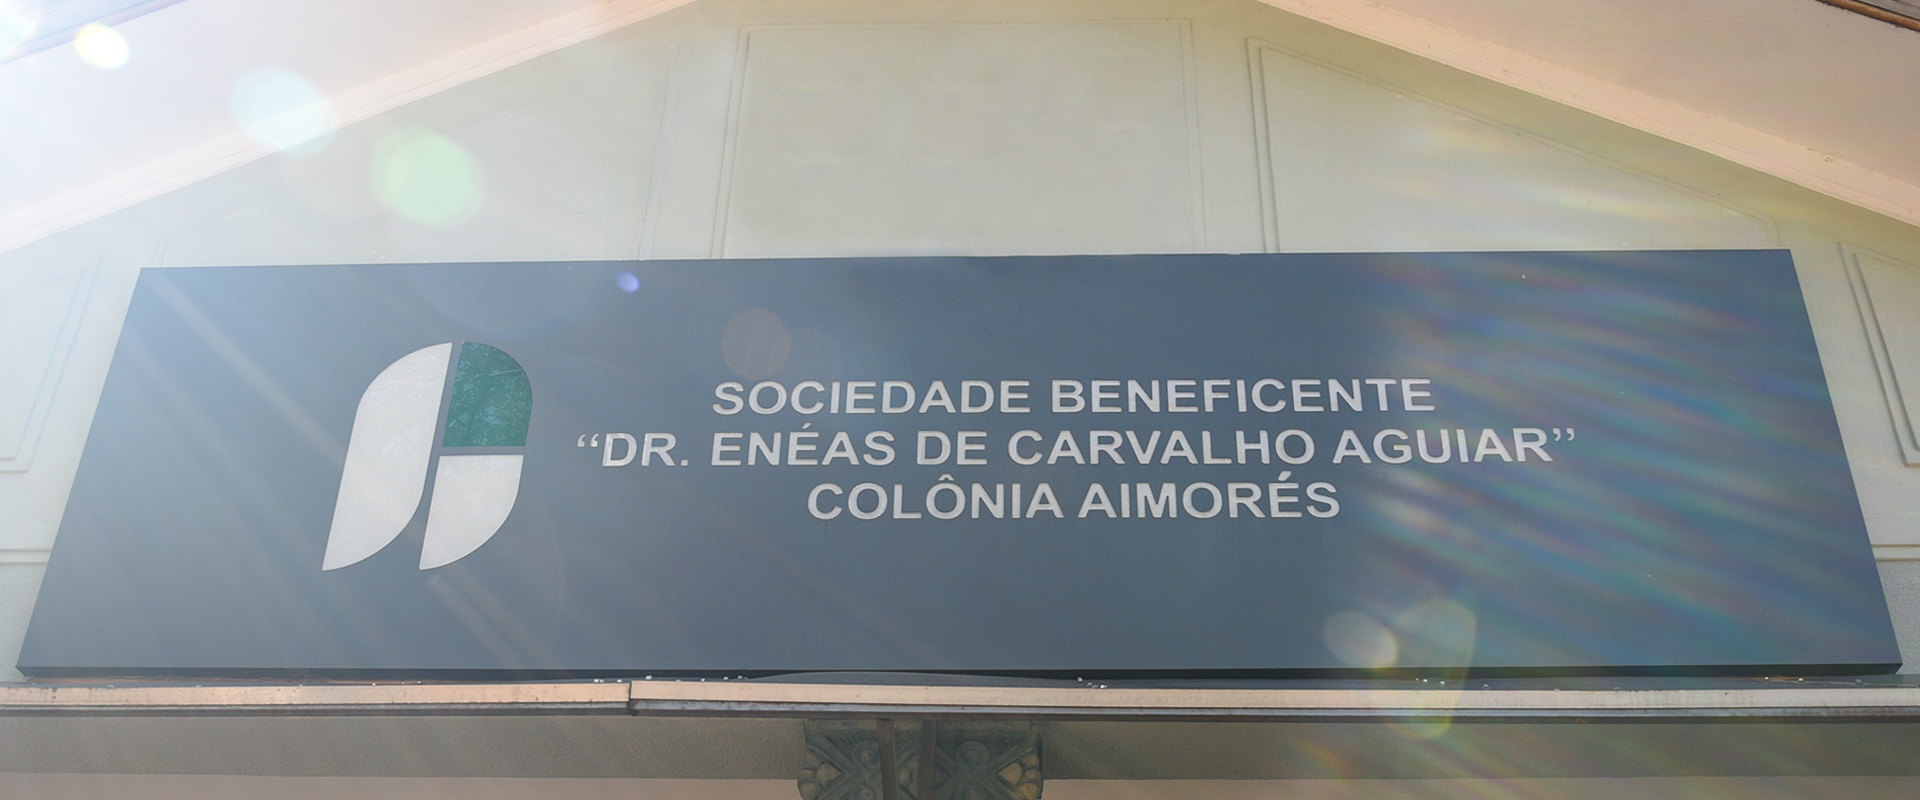 SOCIEDADE BENEFICENTE
“DR. ENÉAS DE CARVALHO AGUIAR”
COLÔNIA AIMORÉS